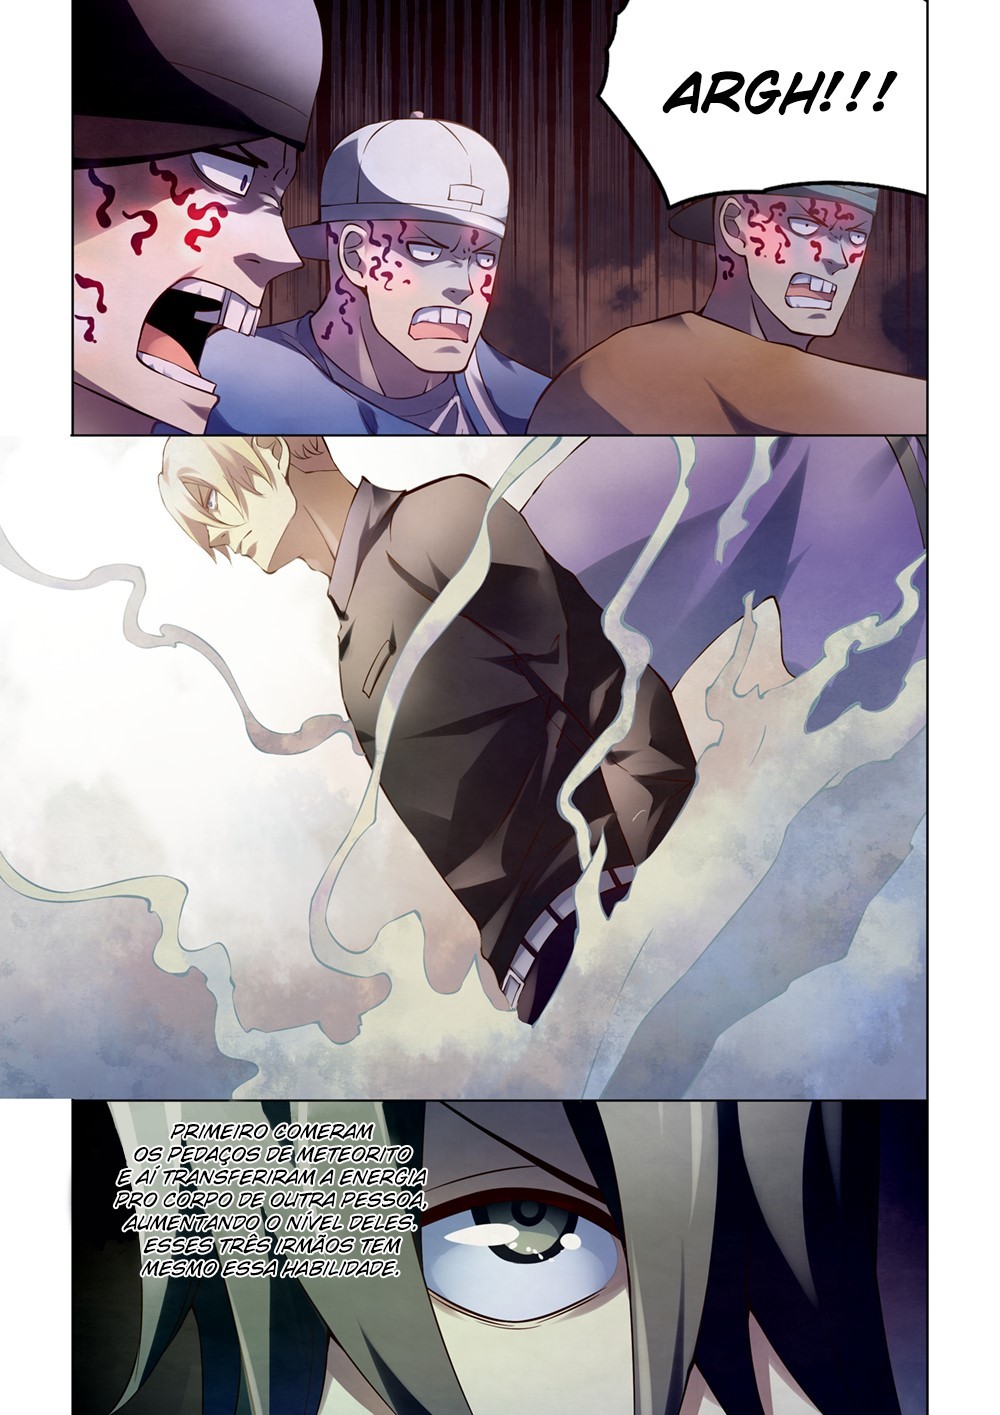 ARGH!!!
PRIMEIRO COMERAM
OS PEDAÇOS DE METEORITO
E AÍ TRANSFERIRAM A ENERGIA
PRO CORPO DE OUTRA PESSOA,
AUMENTANDO O NÍVEL DELES.
ESSES TRÊS IRMÃOS TEM
MESMO ESSA HABILIDADE.